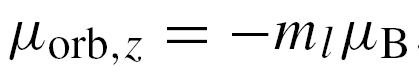 μ_orb,z = −m_l μ_B.